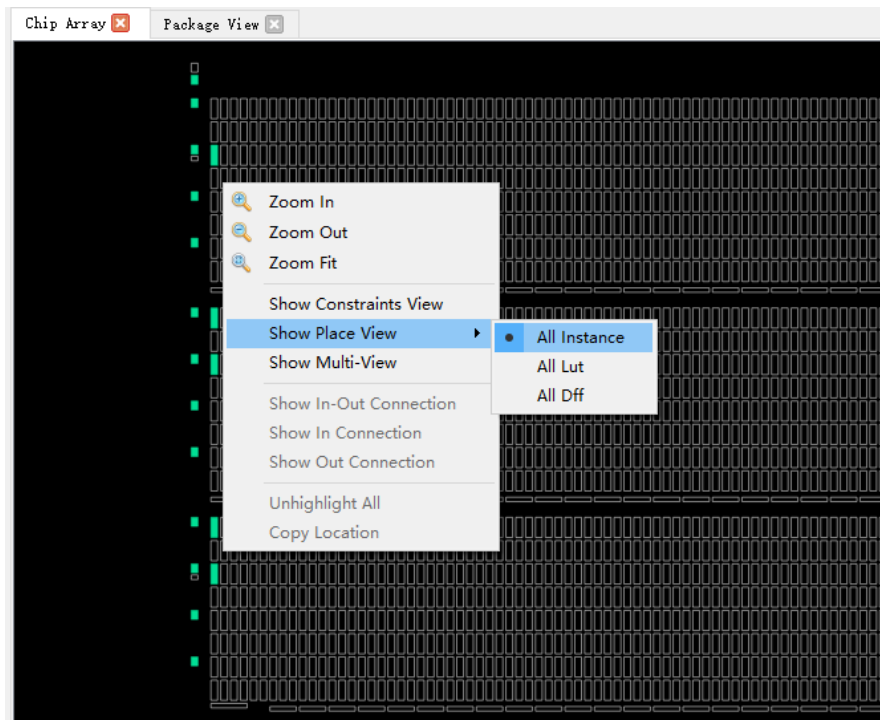 Chip Array
Package View
Zoom In
Zoom Out
Zoom Fit
Show Constraints View
Show Place View
Show Multi-View
Show In-Out Connection
Show In Connection
Show Out Connection
Unhighlight All
Copy Location
All Instance
All Lut
All Dff